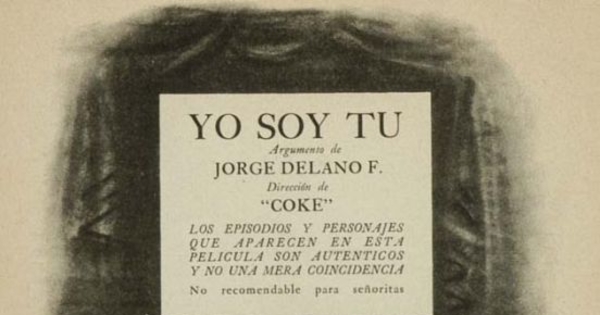 YO SOY TU
Argumento de
JORGE DELANO F.
Dirección de
“COKE”
LOS EPISODIOS Y PERSONAJES
QUE APARECEN EN ESTA
PELICULA SON AUTENTICOS
Y NO UNA MERA COINCIDENCIA
No recomendable para señoritas